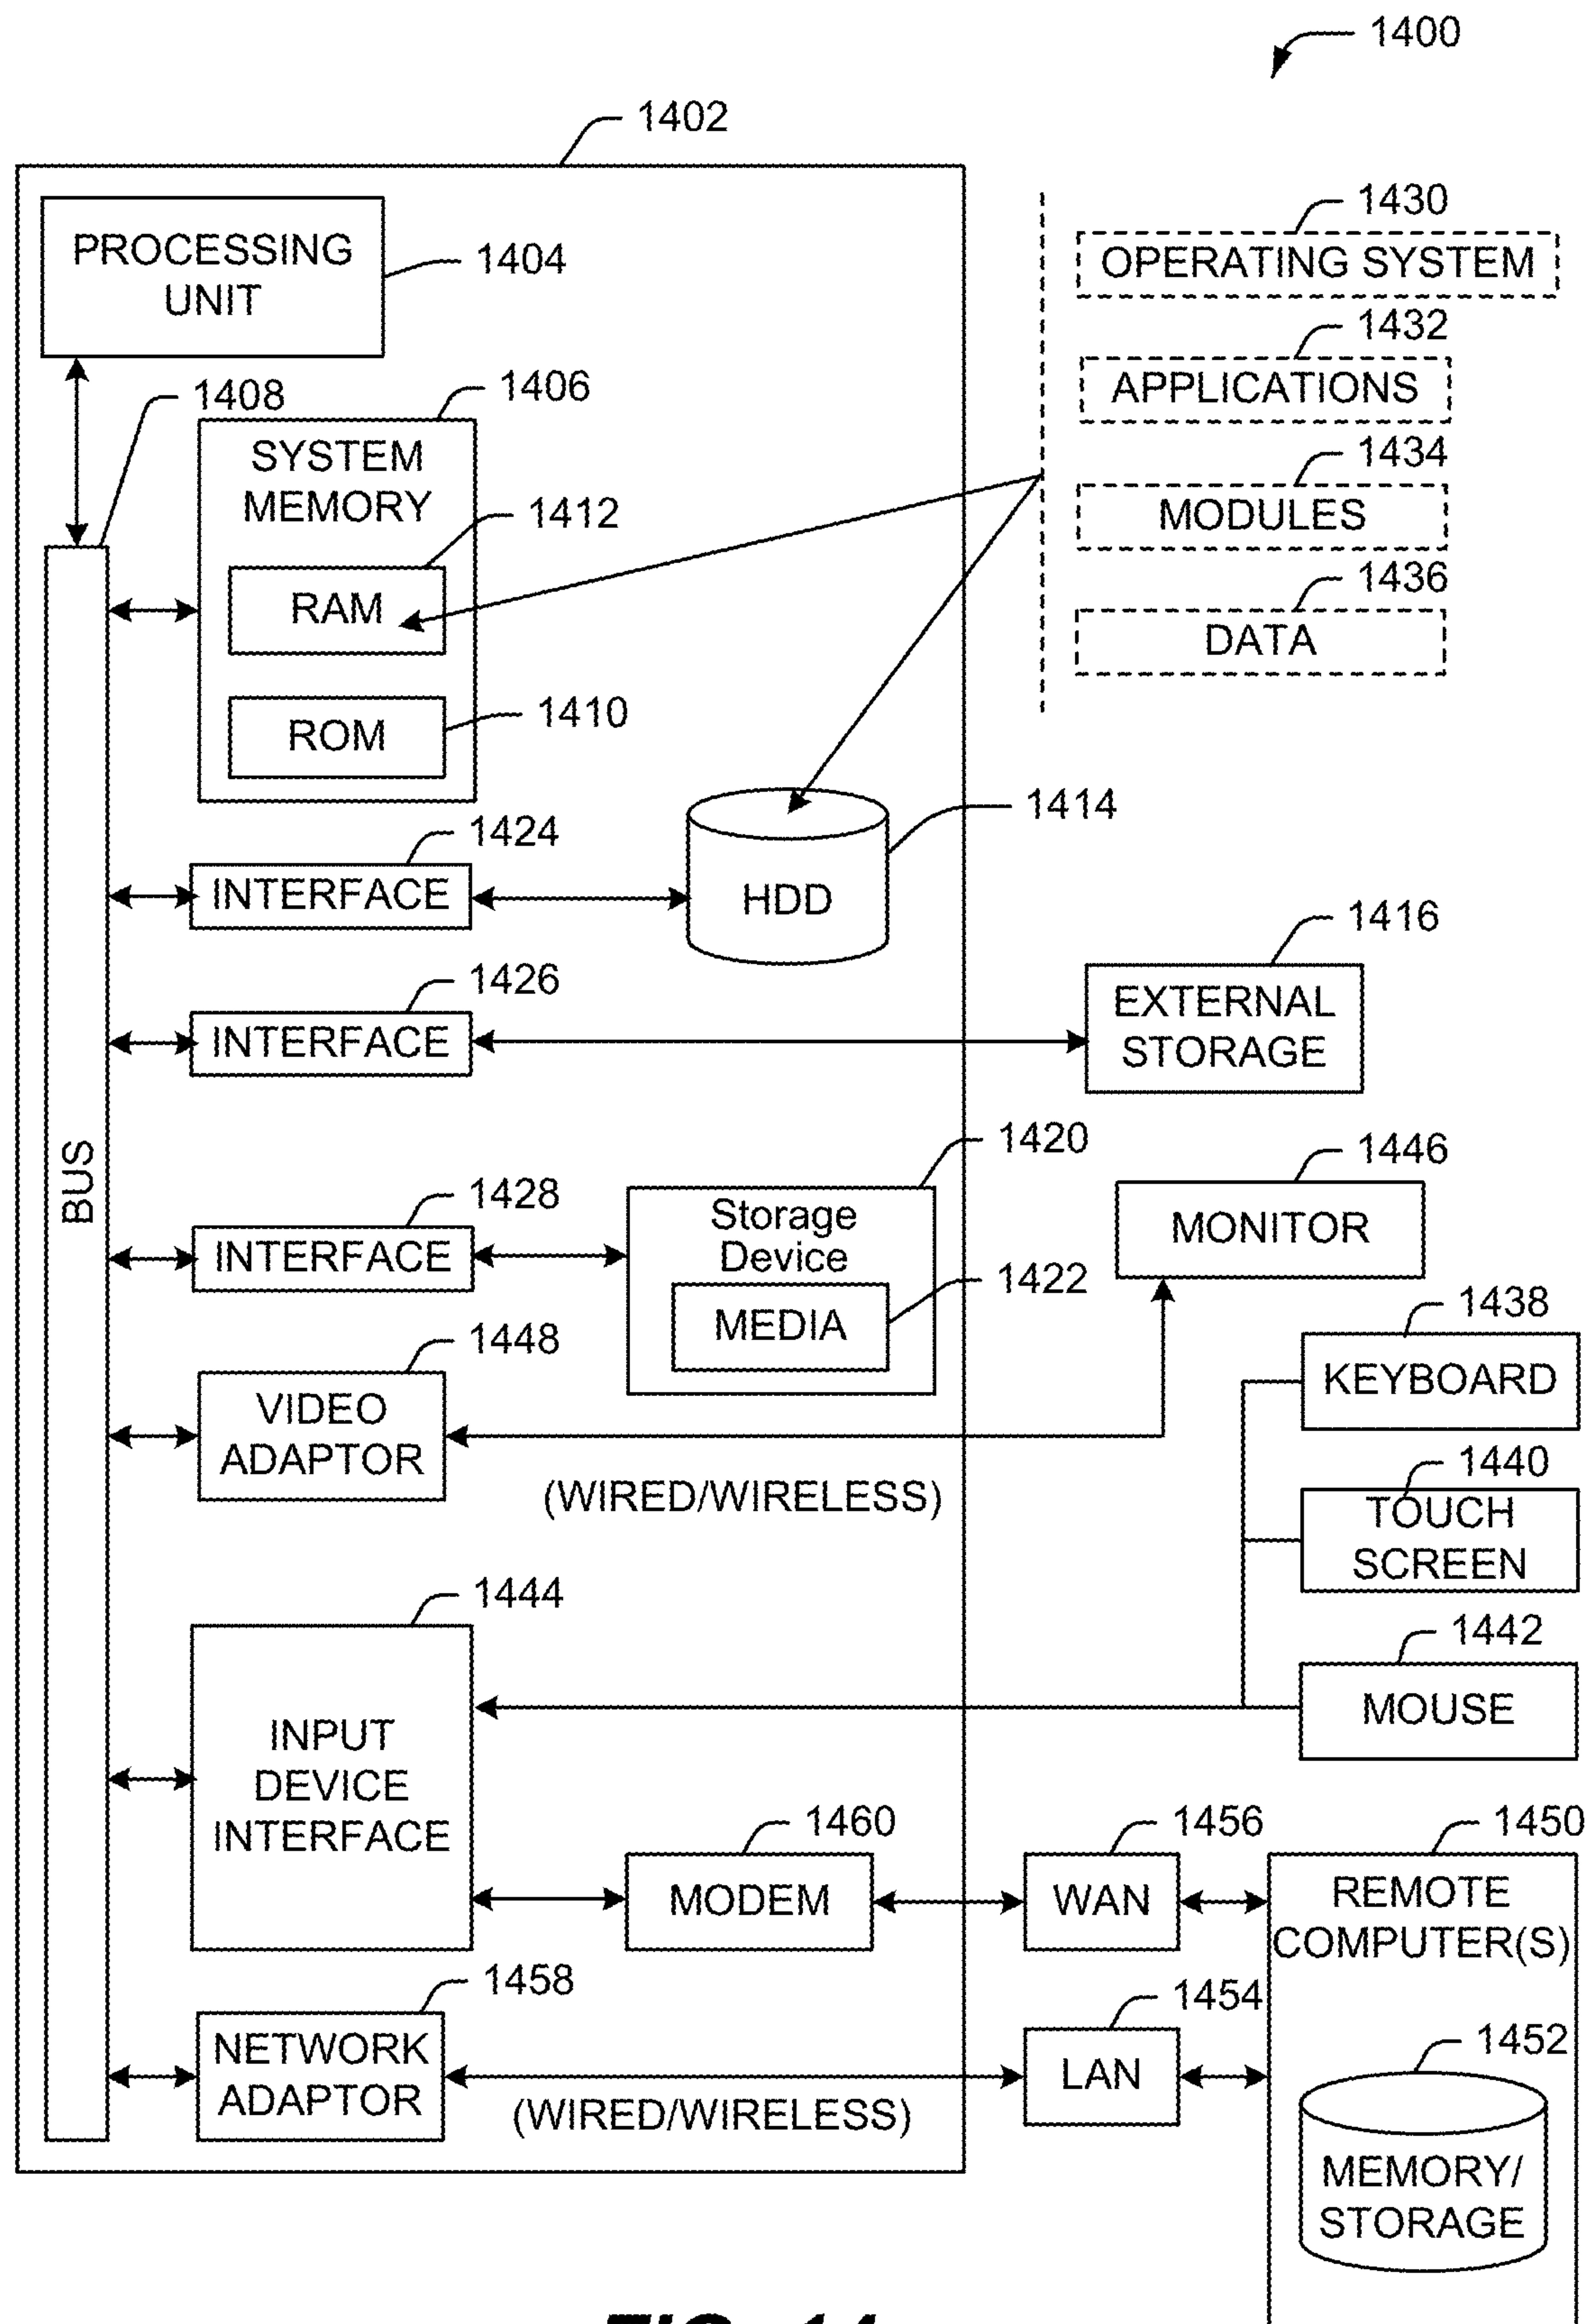 1400
1402
PROCESSING
UNIT
1404
1430
OPERATING SYSTEM
1432
APPLICATIONS
1434
MODULES
1436
DATA
1408
1406
SYSTEM
MEMORY
1412
RAM
1410
ROM
1424
INTERFACE
1414
HDD
1426
INTERFACE
1416
EXTERNAL
STORAGE
BUS
1428
INTERFACE
1420
Storage
Device
1422
MEDIA
1446
MONITOR
1448
VIDEO
ADAPTOR
(WIRED/WIRELESS)
1438
KEYBOARD
1440
TOUCH
SCREEN
1442
MOUSE
1444
INPUT
DEVICE
INTERFACE
1460
MODEM
1456
WAN
1450
REMOTE
COMPUTER(S)
1458
NETWORK
ADAPTOR
(WIRED/WIRELESS)
1454
LAN
1452
MEMORY/
STORAGE
FIG. 14